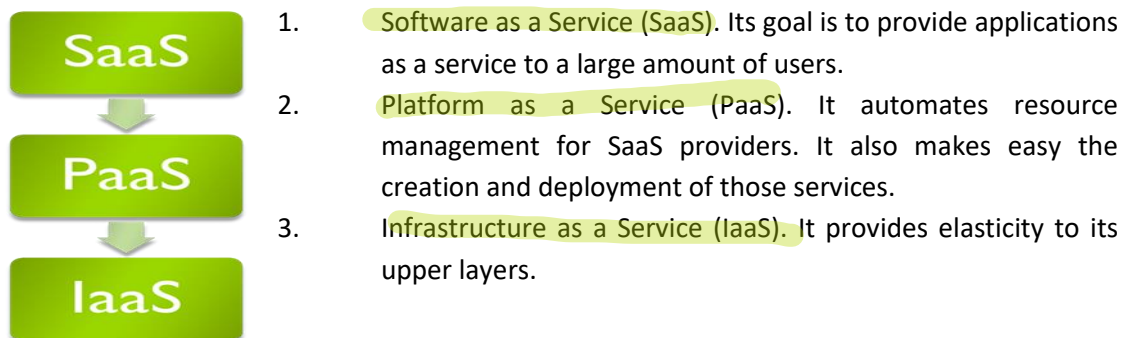 SaaS
PaaS
IaaS
1. Software as a Service (SaaS). Its goal is to provide applications
as a service to a large amount of users.
2. Platform as a Service (PaaS). It automates resource
management for SaaS providers. It also makes easy the
creation and deployment of those services.
3. Infrastructure as a Service (IaaS). It provides elasticity to its
upper layers.